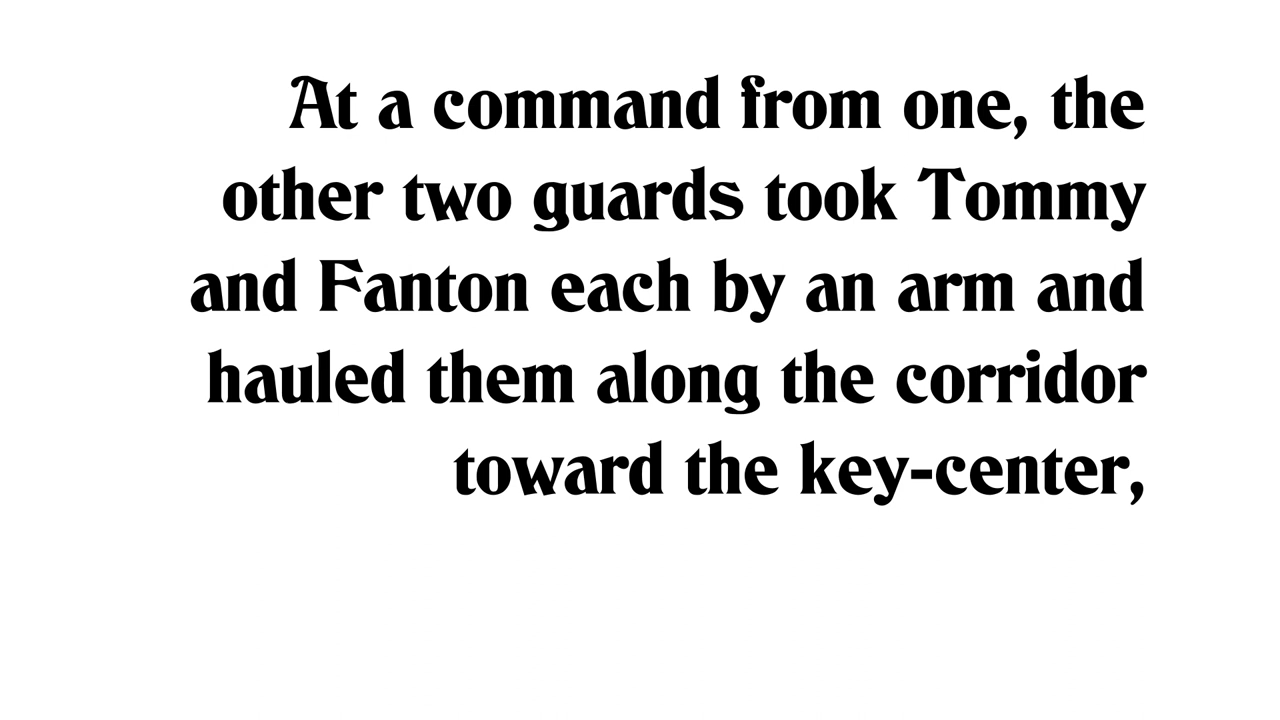 At a command from one, the
other two guards took Tommy
and Fanton each by an arm and
hauled them along the corridor
toward the key-center,